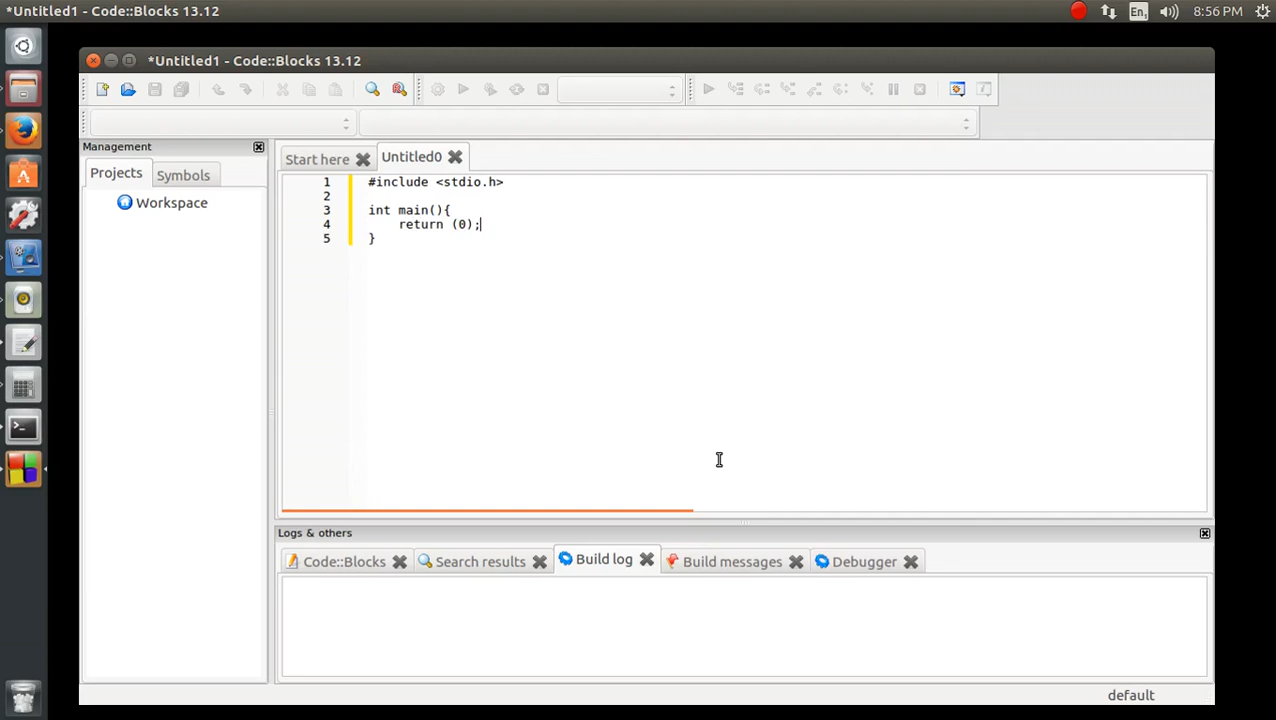 *Untitled1 - Code::Blocks 13.12
En1
8:56 PM
*Untitled1 - Code::Blocks 13.12
Management
Projects
Symbols
Workspace
Start here
Untitled0
1 #include <stdio.h>
2
3 int main(){
4 return (0);
5 }
Logs & others
Code::Blocks
Search results
Build log
Build messages
Debugger
default